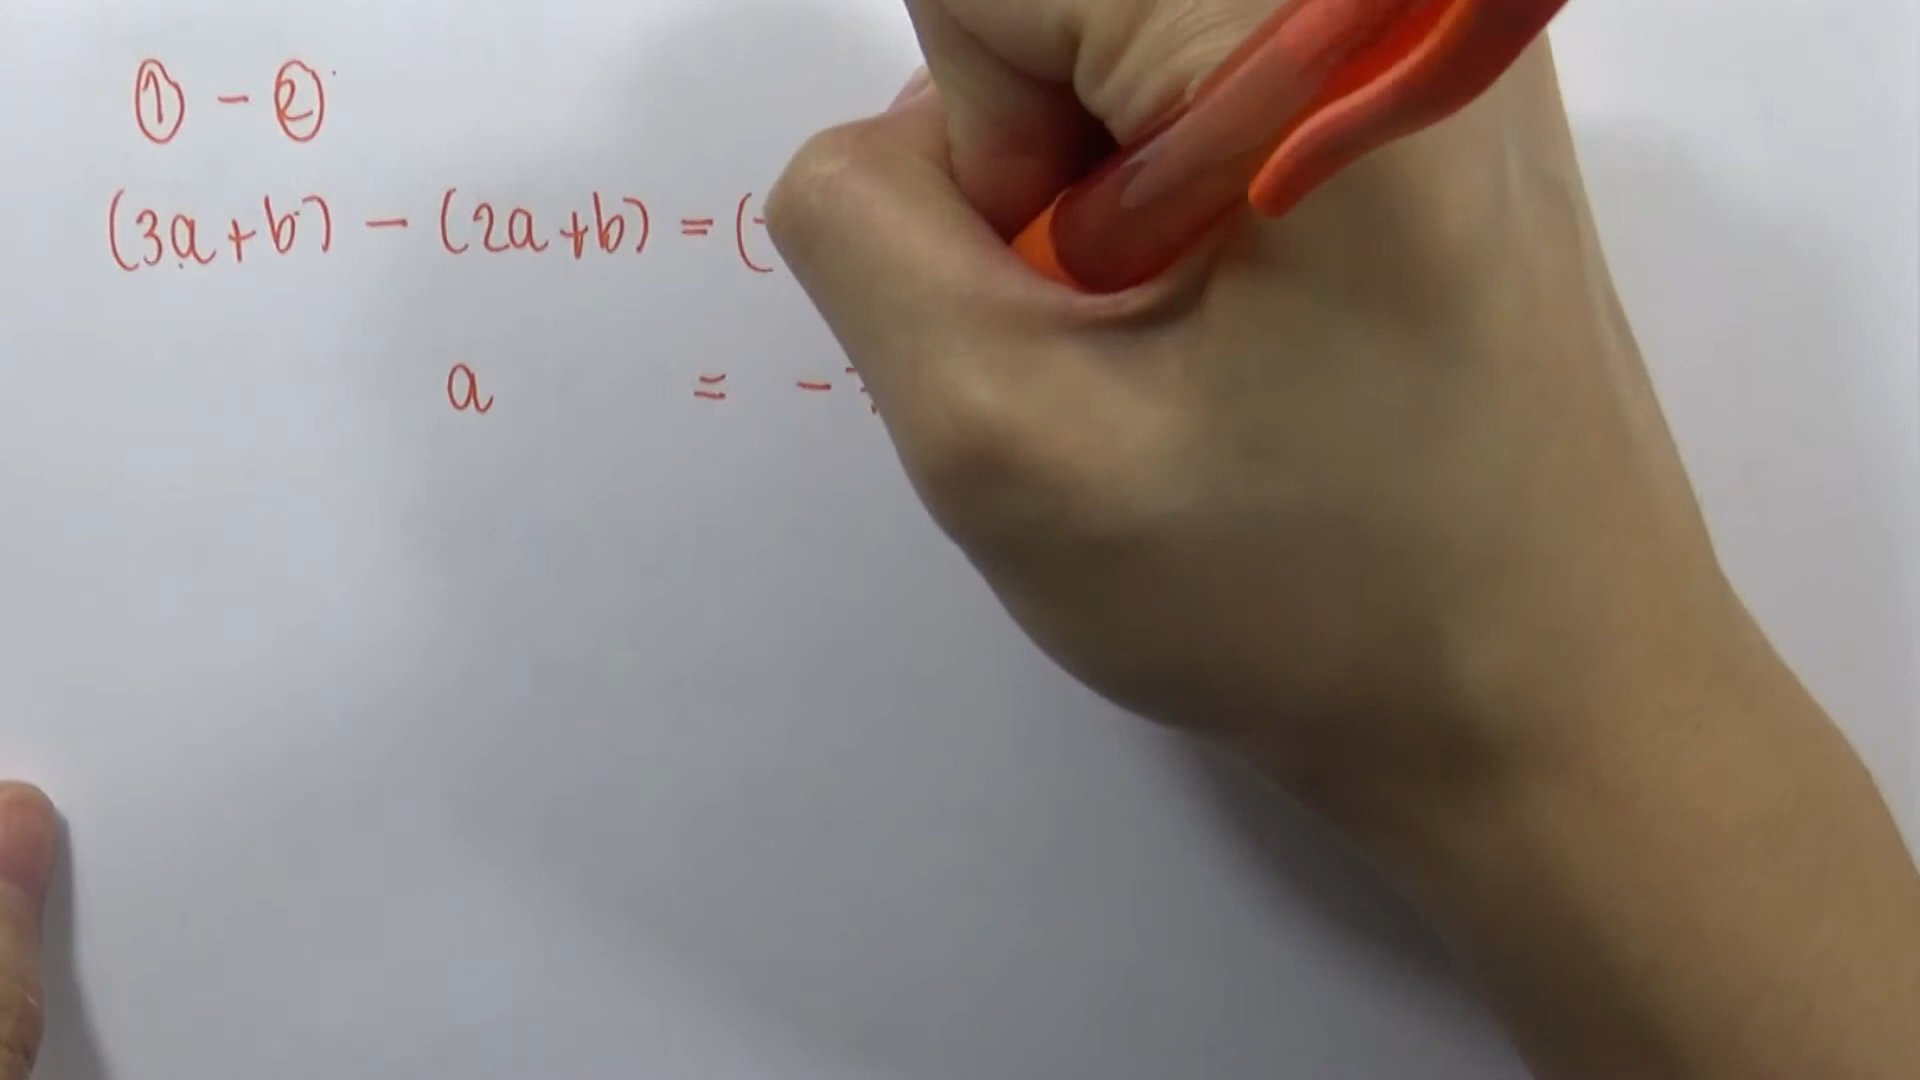 ① - ②
(3a+b) - (2a+b) = (-
a = -